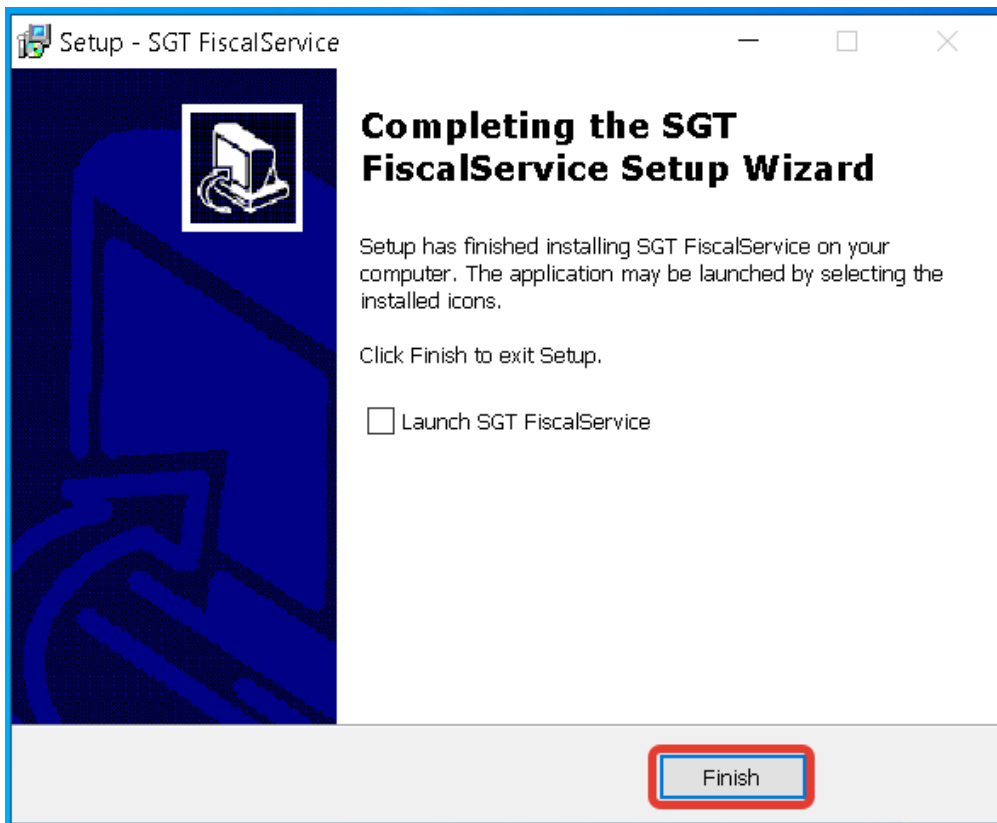 Setup - SGT FiscalService
Completing the SGT
FiscalService Setup Wizard
Setup has finished installing SGT FiscalService on your
computer. The application may be launched by selecting the
installed icons.
Click Finish to exit Setup.
Launch SGT FiscalService
Finish